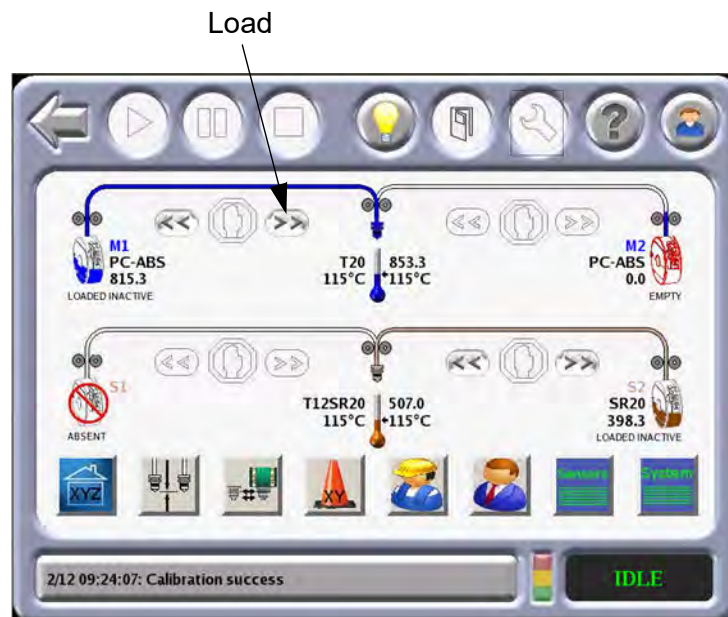 Load
<< >>
<< >>
M1
PC-ABS
815.3
LOADED INACTIVE
T20 853.3
115°C 115°C
M2
PC-ABS
0.0
EMPTY
<< >>
<< >>
S1
ABSENT
T12SR20 507.0
115°C 115°C
S2
SR20
398.3
LOADED INACTIVE
XYZ
XY
Sensors
System
2/12 09:24:07: Calibration success
IDLE
?